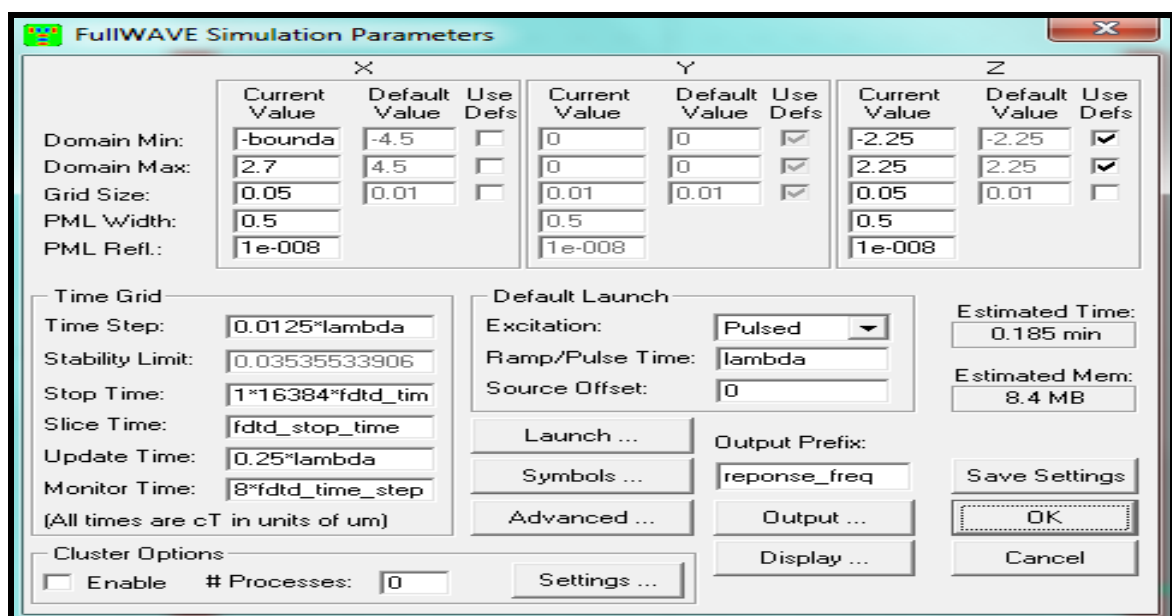 FullWAVE Simulation Parameters
X Y Z
Current Value Default Value Use Defs Current Value Default Value Use Defs Current Value Default Value Use Defs
Domain Min: -bounda -4.5 0 0 -2.25 -2.25
Domain Max: 2.7 4.5 0 0 2.25 2.25
Grid Size: 0.05 0.01 0.01 0.01 0.05 0.01
PML Width: 0.5 0.5 0.5
PML Refl.: 1e-008 1e-008 1e-008
Time Grid
Time Step: 0.0125*lambda
Stability Limit: 0.03535533906
Stop Time: 1*16384*fdtd_tim
Slice Time: fdtd_stop_time
Update Time: 0.25*lambda
Monitor Time: 8*fdtd_time_step
(All times are cT in units of um)
Default Launch
Excitation: Pulsed
Ramp/Pulse Time: lambda
Source Offset: 0
Estimated Time:
0.185 min
Estimated Mem:
8.4 MB
Launch ...
Symbols ...
Advanced ...
Output Prefix:
reponse_freq
Output ...
Display ...
Save Settings
OK
Cancel
Cluster Options
Enable # Processes: 0 Settings ...